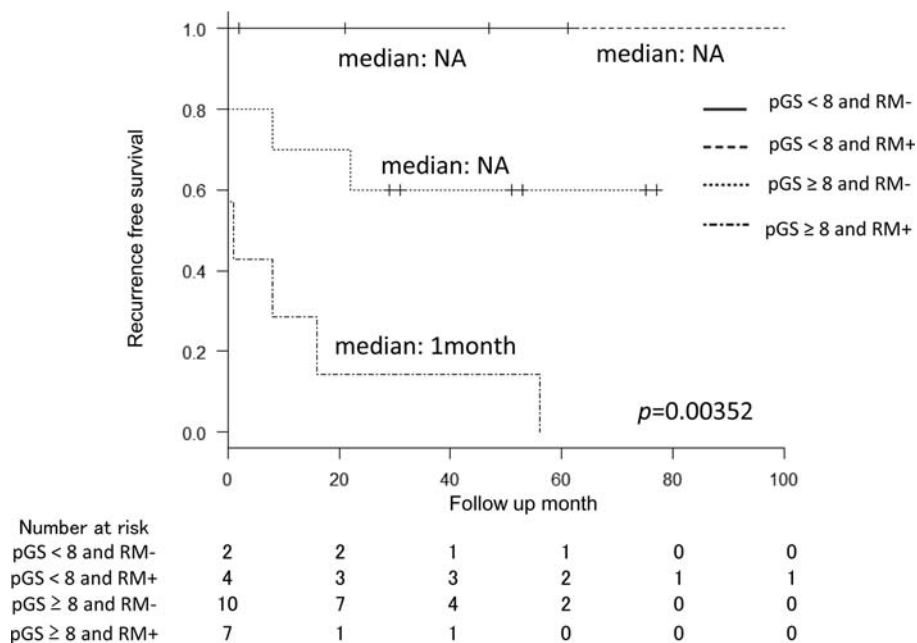 1.0
0.8
0.6
0.4
0.2
0.0
Recurrence free survival
median: NA
median: NA
median: NA
median: 1month
p=0.00352
pGS < 8 and RM-
pGS < 8 and RM+
pGS ≥ 8 and RM-
pGS ≥ 8 and RM+
0 20 40 60 80 100
Follow up month
Number at risk
pGS < 8 and RM- 2 2 1 1 0 0
pGS < 8 and RM+ 4 3 3 2 1 1
pGS ≥ 8 and RM- 10 7 4 2 0 0
pGS ≥ 8 and RM+ 7 1 1 0 0 0